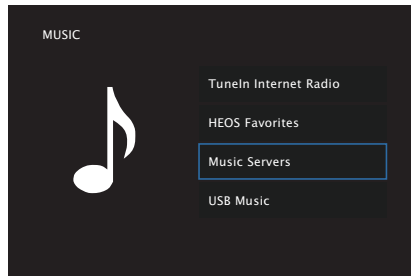 MUSIC
TuneIn Internet Radio
HEOS Favorites
Music Servers
USB Music